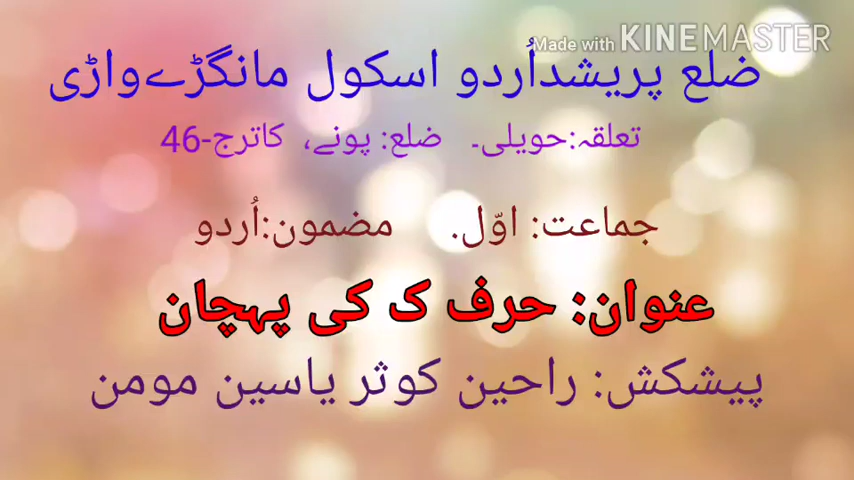 Made with KINEMASTER
ضلع پریشداُردو اسکول مانگڑےواڑی
تعلقہ:حویلی۔ ضلع: پونے، کاترج-46
جماعت: اوّل. مضمون:اُردو
عنوان: حرف ک کی پہچان
پیشکش: راحین کوثر یاسین مومن